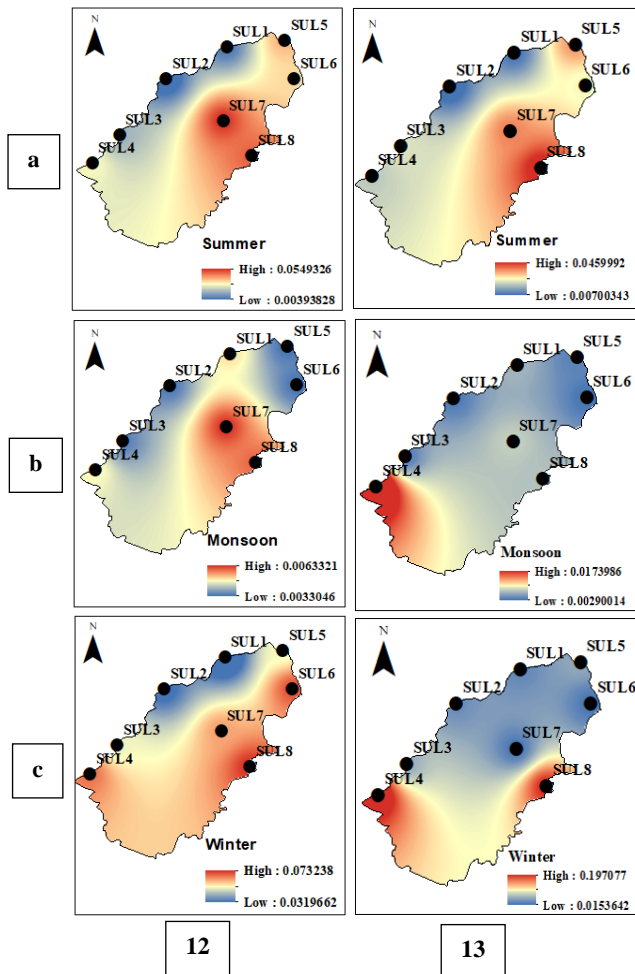 a
N
SUL1
SUL2
SUL3
SUL4
SUL5
SUL6
SUL7
SUL8
Summer
High : 0.0549326
Low : 0.00393828
N
SUL1
SUL2
SUL3
SUL4
SUL5
SUL6
SUL7
SUL8
Summer
High : 0.0459992
Low : 0.00700343
b
N
SUL1
SUL2
SUL3
SUL4
SUL5
SUL6
SUL7
SUL8
Monsoon
High : 0.0063321
Low : 0.0033046
N
SUL1
SUL2
SUL3
SUL4
SUL5
SUL6
SUL7
SUL8
Monsoon
High : 0.0173986
Low : 0.00290014
c
N
SUL1
SUL2
SUL3
SUL4
SUL5
SUL6
SUL7
SUL8
Winter
High : 0.073238
Low : 0.0319662
N
SUL1
SUL2
SUL3
SUL4
SUL5
SUL6
SUL7
SUL8
Winter
High : 0.197077
Low : 0.0153642
12
13